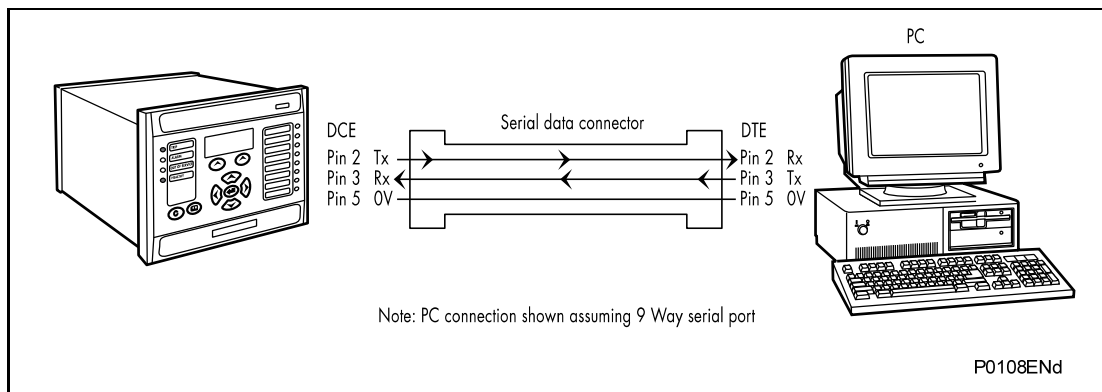 PC
Serial data connector
DCE
DTE
Pin 2 Tx
Pin 2 Rx
Pin 3 Rx
Pin 3 Tx
Pin 5 0V
Pin 5 0V
Note: PC connection shown assuming 9 Way serial port
P0108ENd